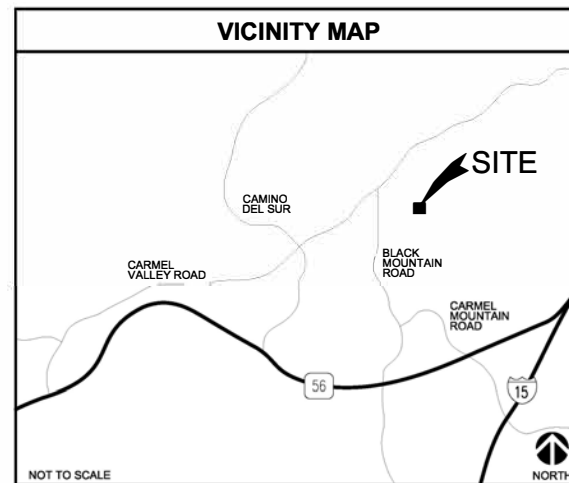 VICINITY MAP
SITE
CAMINO
DEL SUR
BLACK
MOUNTAIN
ROAD
CARMEL
VALLEY ROAD
CARMEL
MOUNTAIN
ROAD
56
15
NOT TO SCALE
NORTH